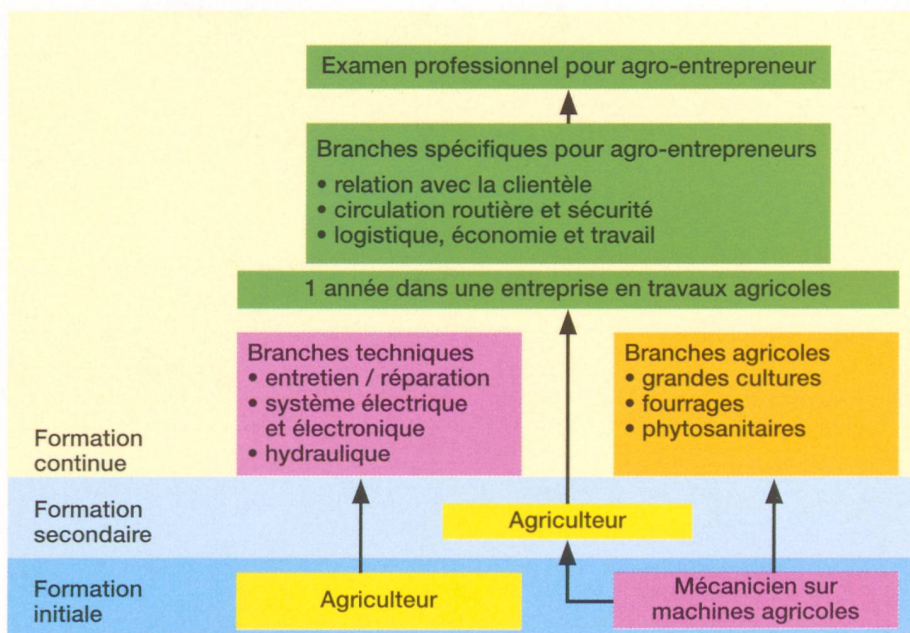 Examen professionnel pour agro-entrepreneur
Branches spécifiques pour agro-entrepreneurs
• relation avec la clientèle
• circulation routière et sécurité
• logistique, économie et travail
1 année dans une entreprise en travaux agricoles
Branches techniques
• entretien / réparation
• système électrique
et électronique
• hydraulique
Branches agricoles
• grandes cultures
• fourrages
• phytosanitaires
Formation
continue
Formation
secondaire
Agriculteur
Formation
initiale
Agriculteur
Mécanicien sur
machines agricoles